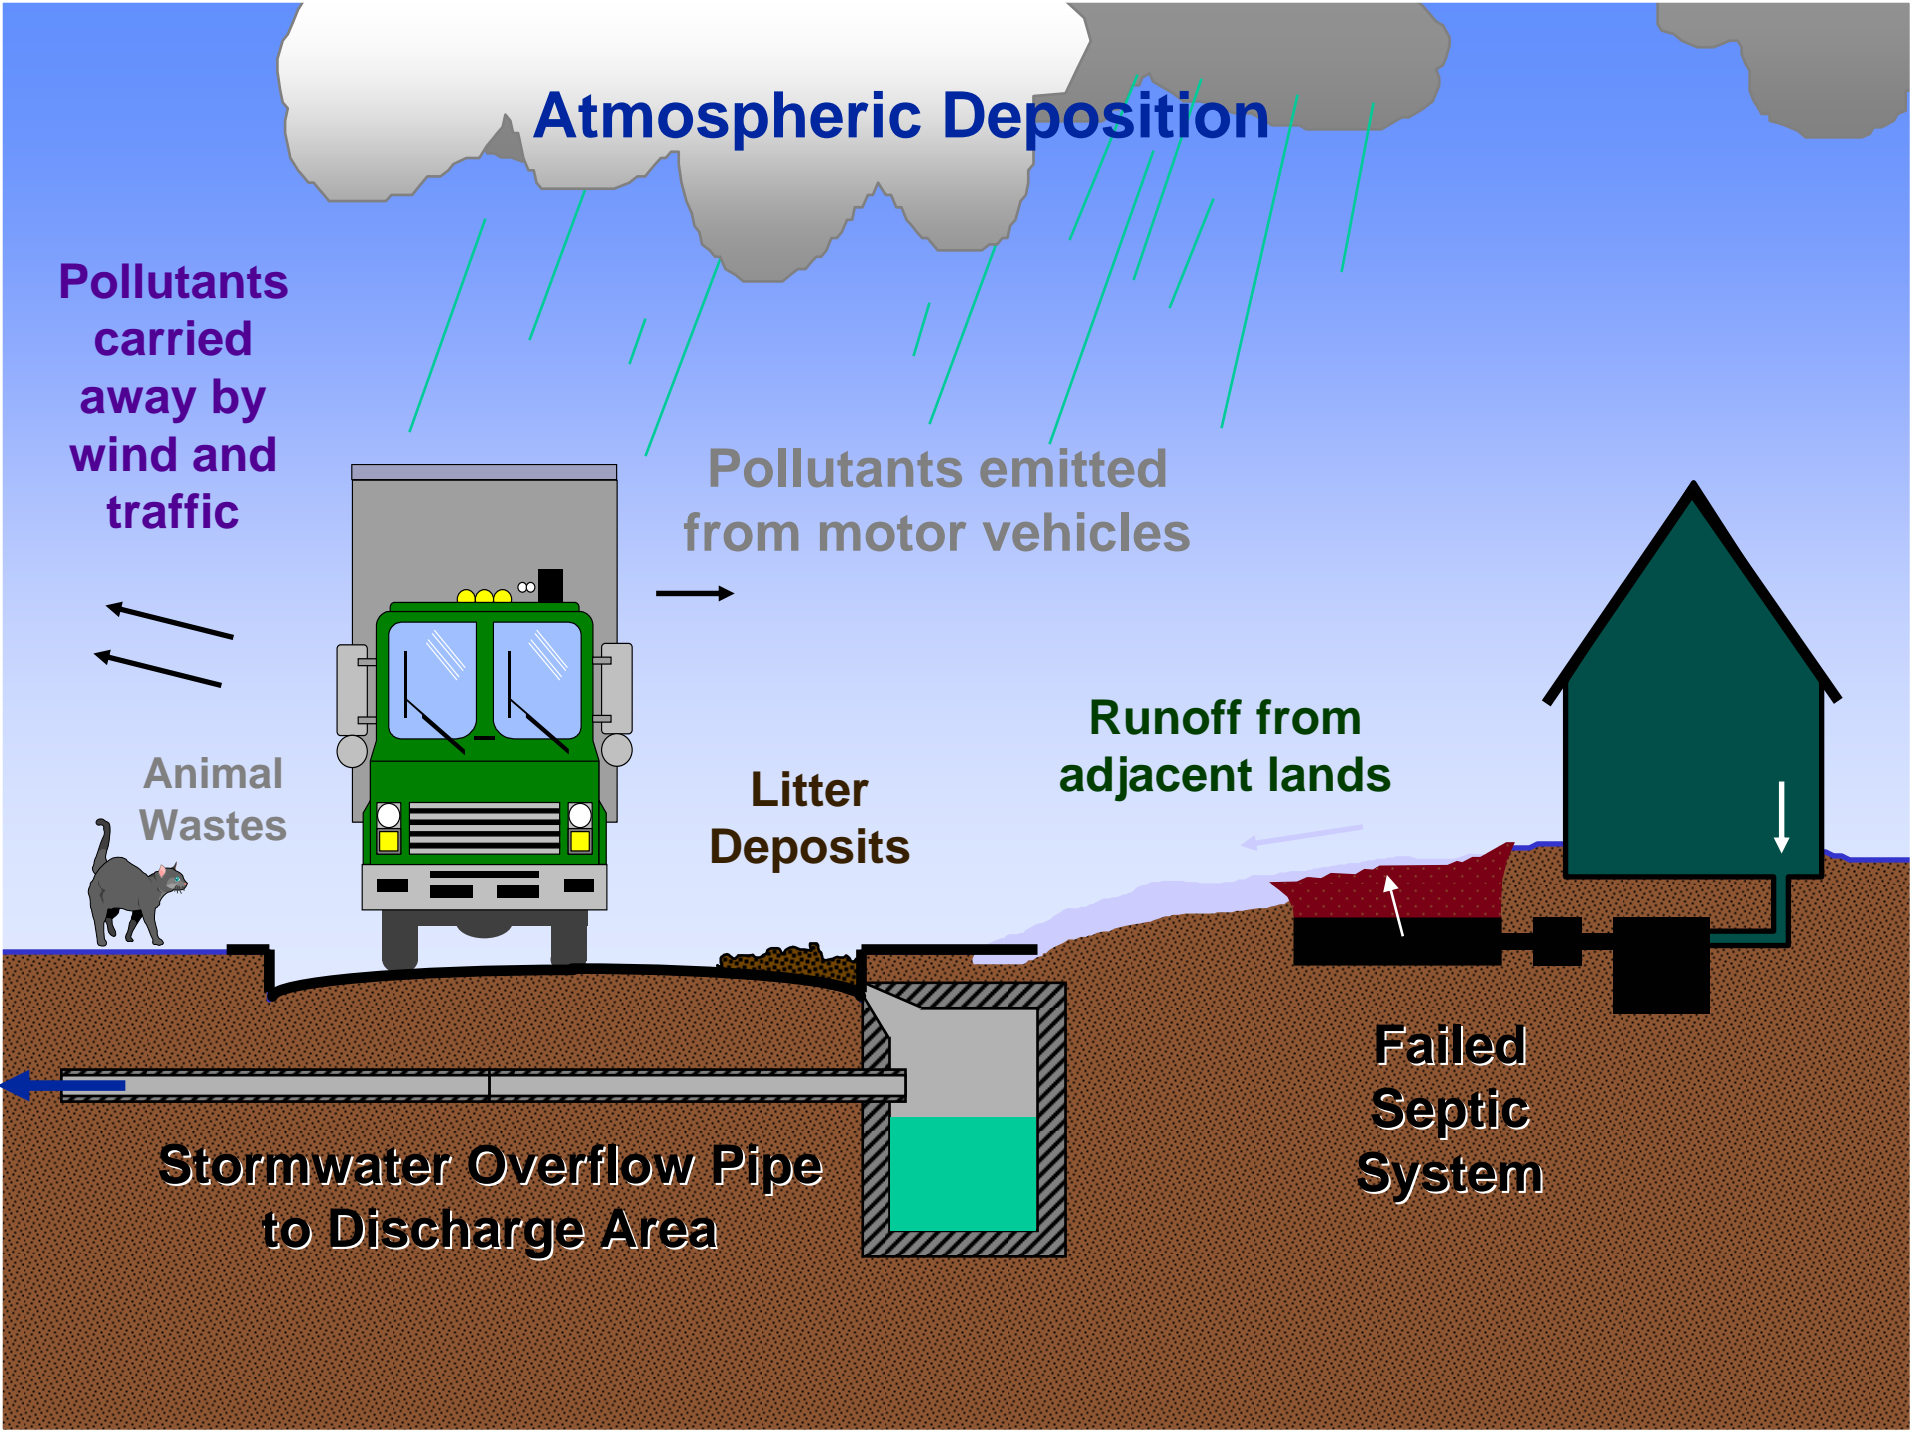 Atmospheric Deposition
Pollutants
carried
away by
wind and
traffic
Pollutants emitted
from motor vehicles
Animal
Wastes
Litter
Deposits
Runoff from
adjacent lands
Failed
Septic
System
Stormwater Overflow Pipe
to Discharge Area